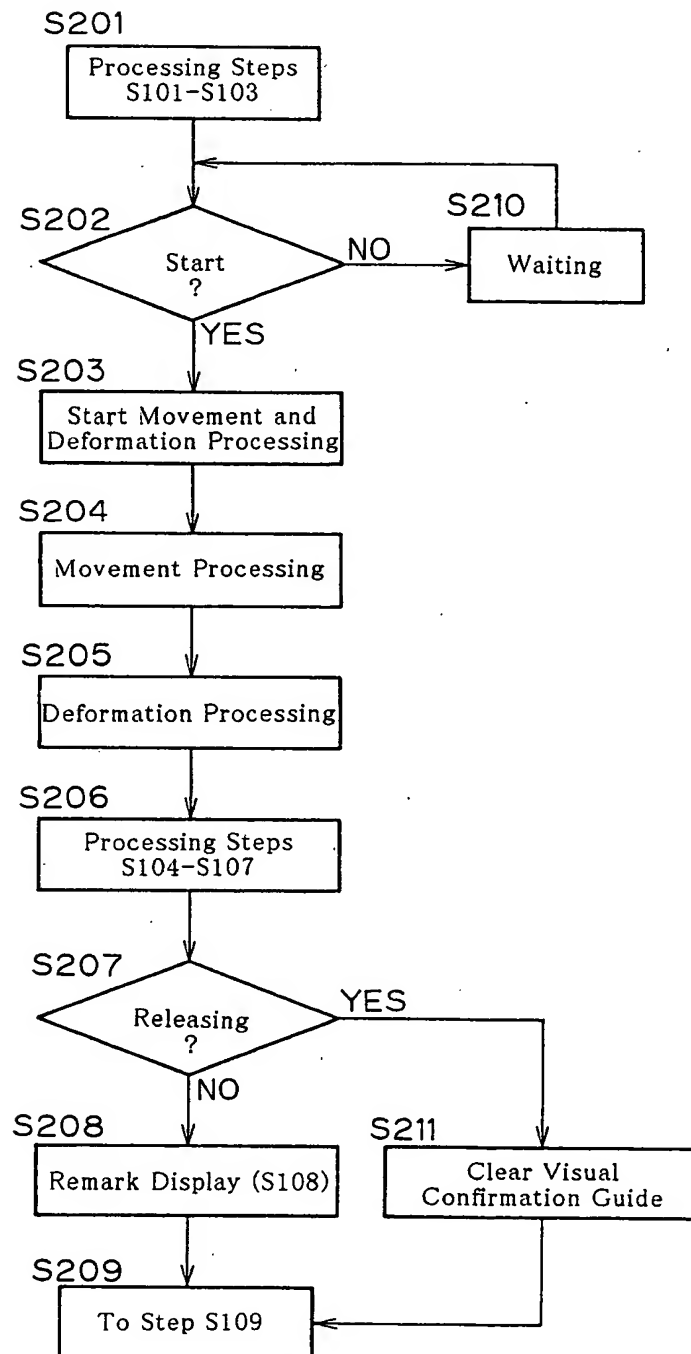 S201
Processing Steps
S101-S103
S202
Start
?
NO
S210
Waiting
YES
S203
Start Movement and
Deformation Processing
S204
Movement Processing
S205
Deformation Processing
S206
Processing Steps
S104-S107
S207
Releasing
?
YES
NO
S208
Remark Display (S108)
S211
Clear Visual
Confirmation Guide
S209
To Step S109